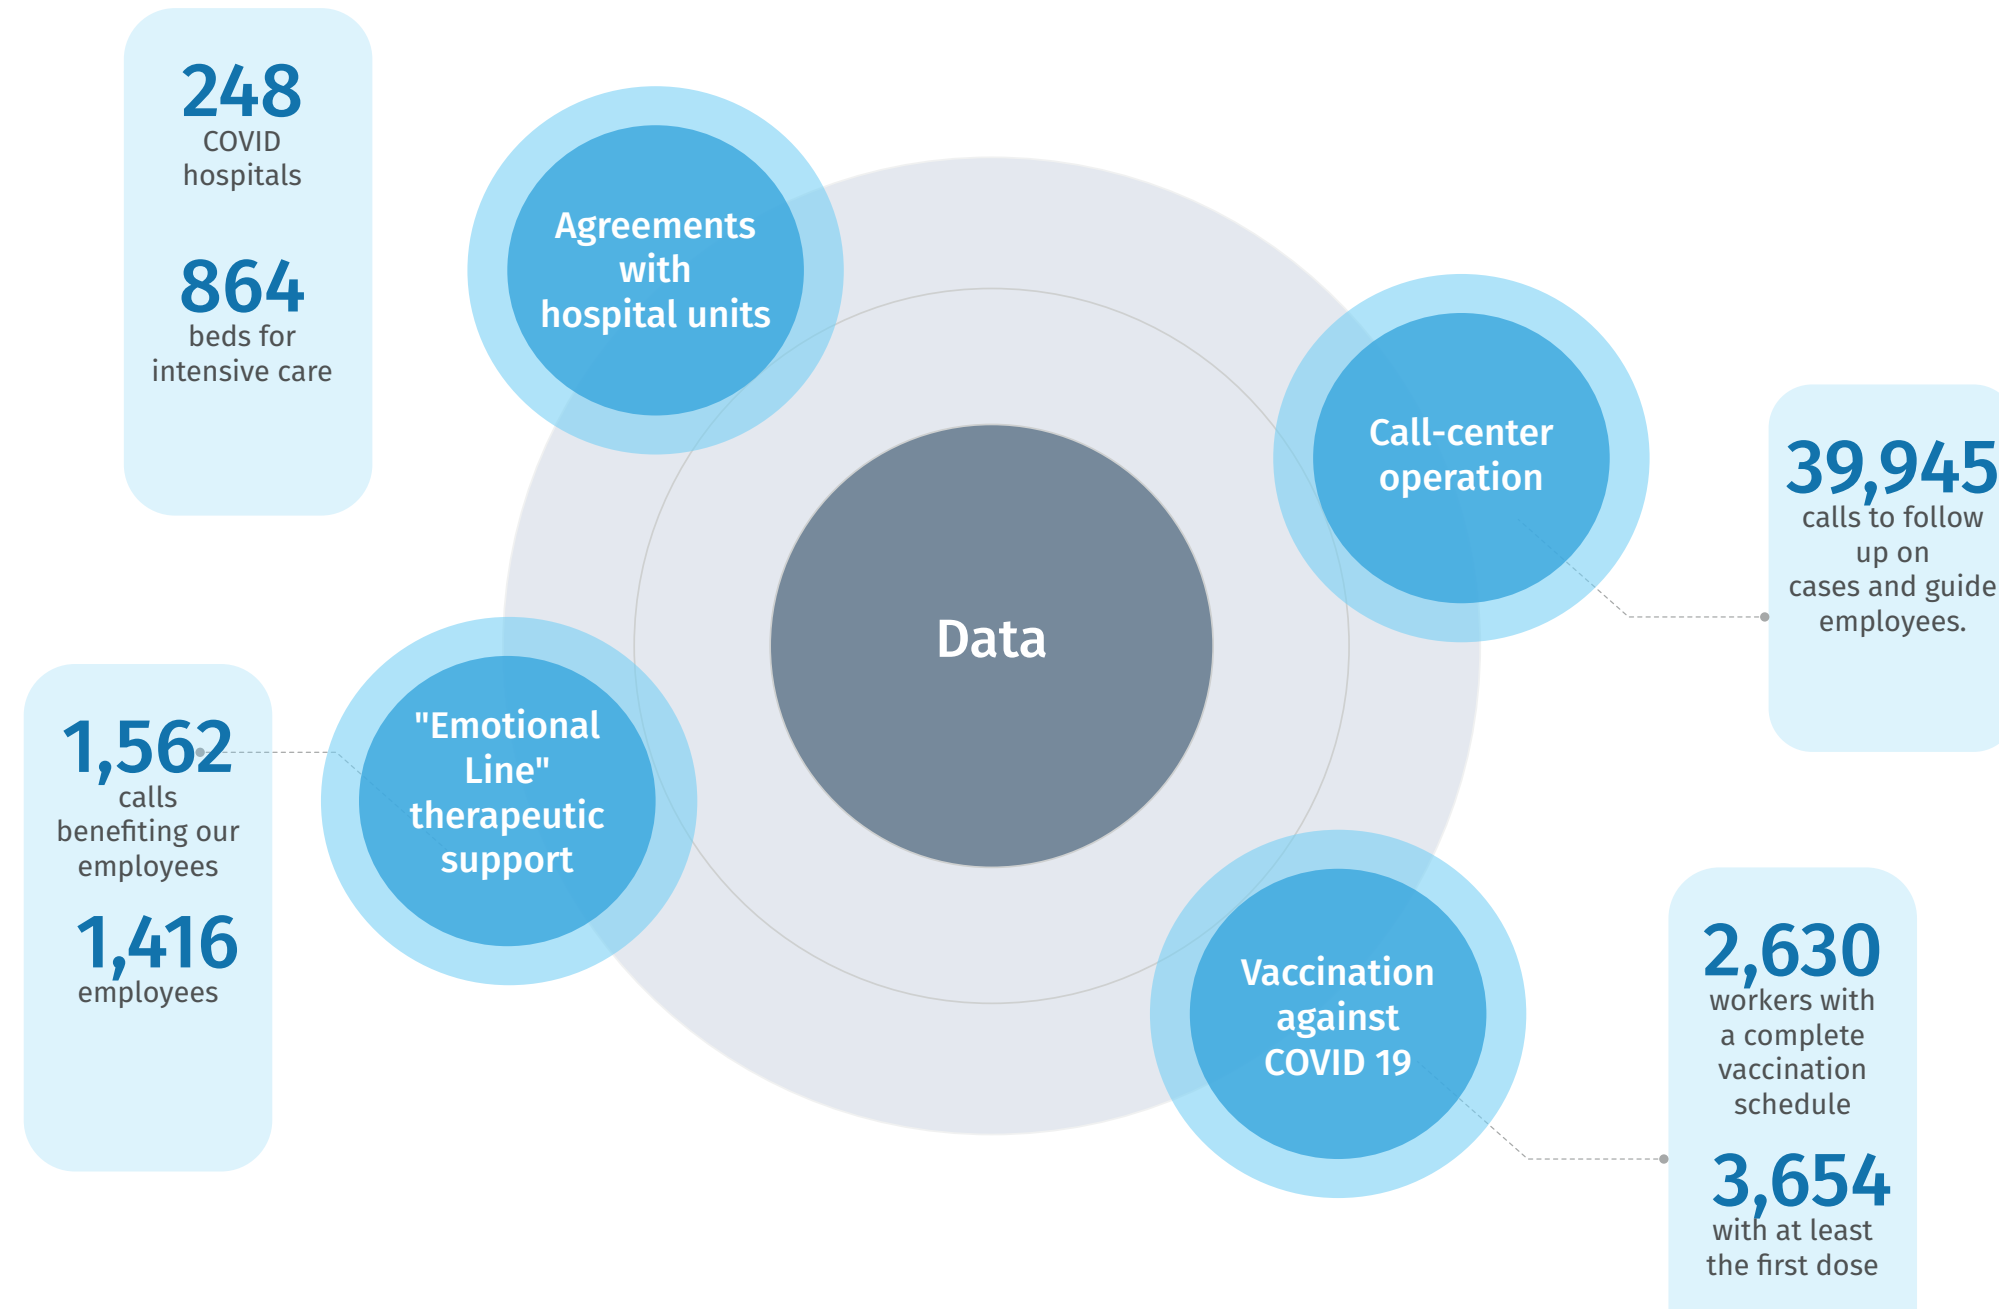 248
COVID
hospitals
864
beds for
intensive care
Agreements
with
hospital units
Call-center
operation
39,945
calls to follow
up on
cases and guide
employees.
Data
"Emotional
Line"
therapeutic
support
1,562
calls
benefiting our
employees
1,416
employees
Vaccination
against
COVID 19
2,630
workers with
a complete
vaccination
schedule
3,654
with at least
the first dose